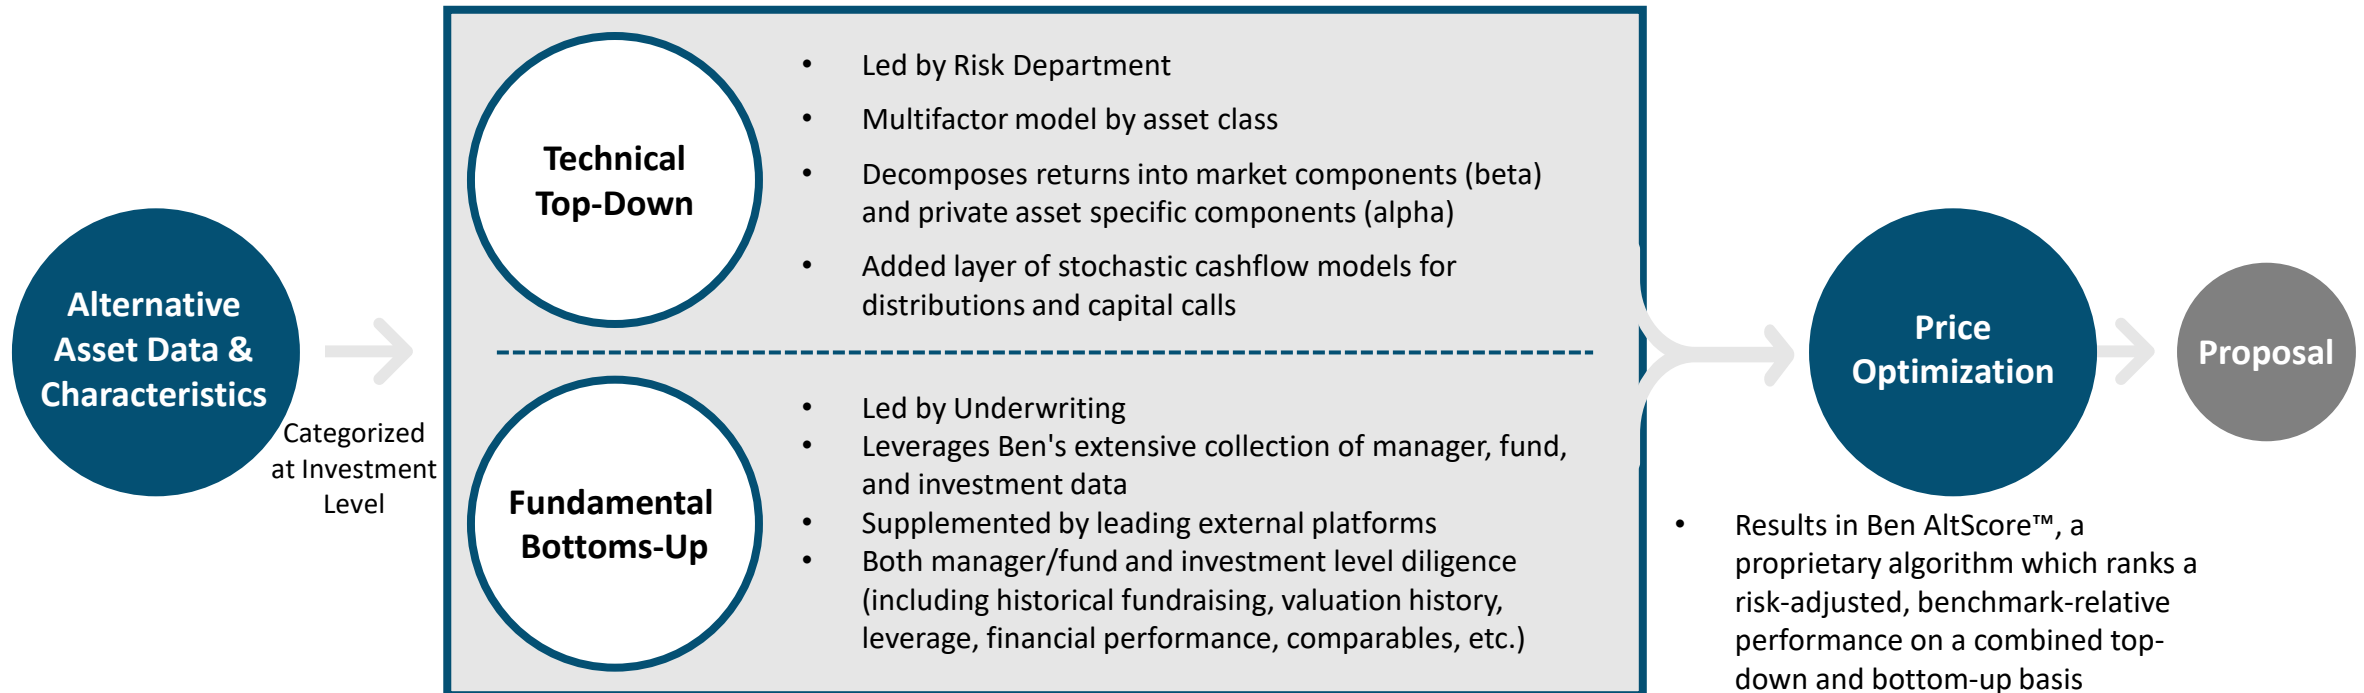 Alternative
Asset Data &
Characteristics
Categorized
at Investment
Level
Technical
Top-Down
• Led by Risk Department
• Multifactor model by asset class
• Decomposes returns into market components (beta)
and private asset specific components (alpha)
• Added layer of stochastic cashflow models for
distributions and capital calls
Fundamental
Bottoms-Up
• Led by Underwriting
• Leverages Ben's extensive collection of manager, fund,
and investment data
• Supplemented by leading external platforms
• Both manager/fund and investment level diligence
(including historical fundraising, valuation history,
leverage, financial performance, comparables, etc.)
Price
Optimization
• Results in Ben AltScore™, a
proprietary algorithm which ranks a
risk-adjusted, benchmark-relative
performance on a combined top-
down and bottom-up basis
Proposal